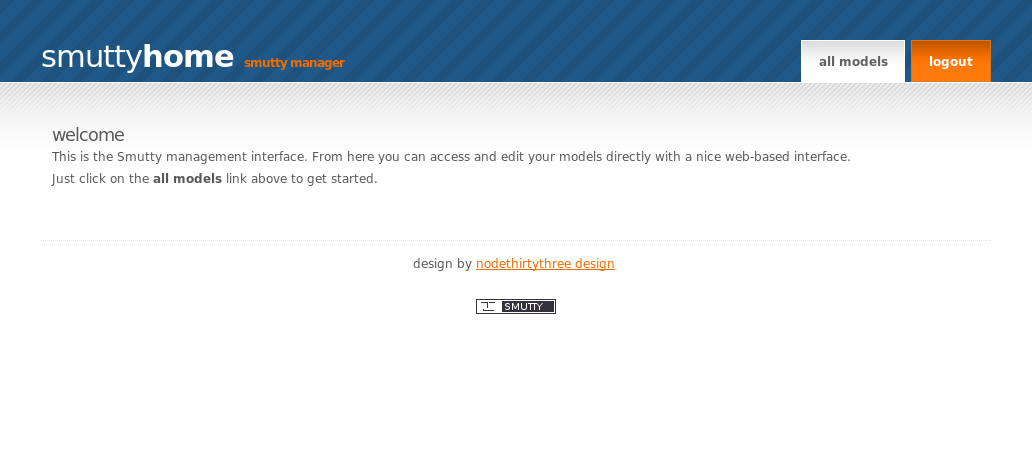 smuttyhome smutty manager
all models
logout
welcome
This is the Smutty management interface. From here you can access and edit your models directly with a nice web-based interface.
Just click on the all models link above to get started.
design by nodethirtythree design
SMUTTY